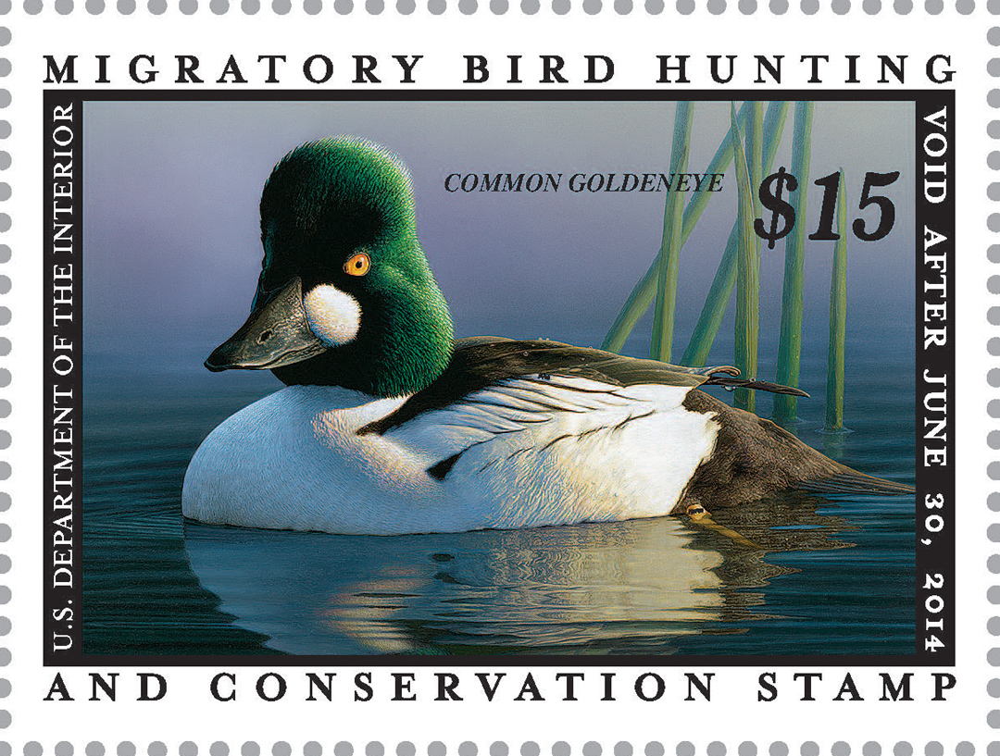 MIGRATORY BIRD HUNTING
U.S. DEPARTMENT OF THE INTERIOR
COMMON GOLDENEYE
$15
VOID AFTER JUNE 30, 2014
AND CONSERVATION STAMP